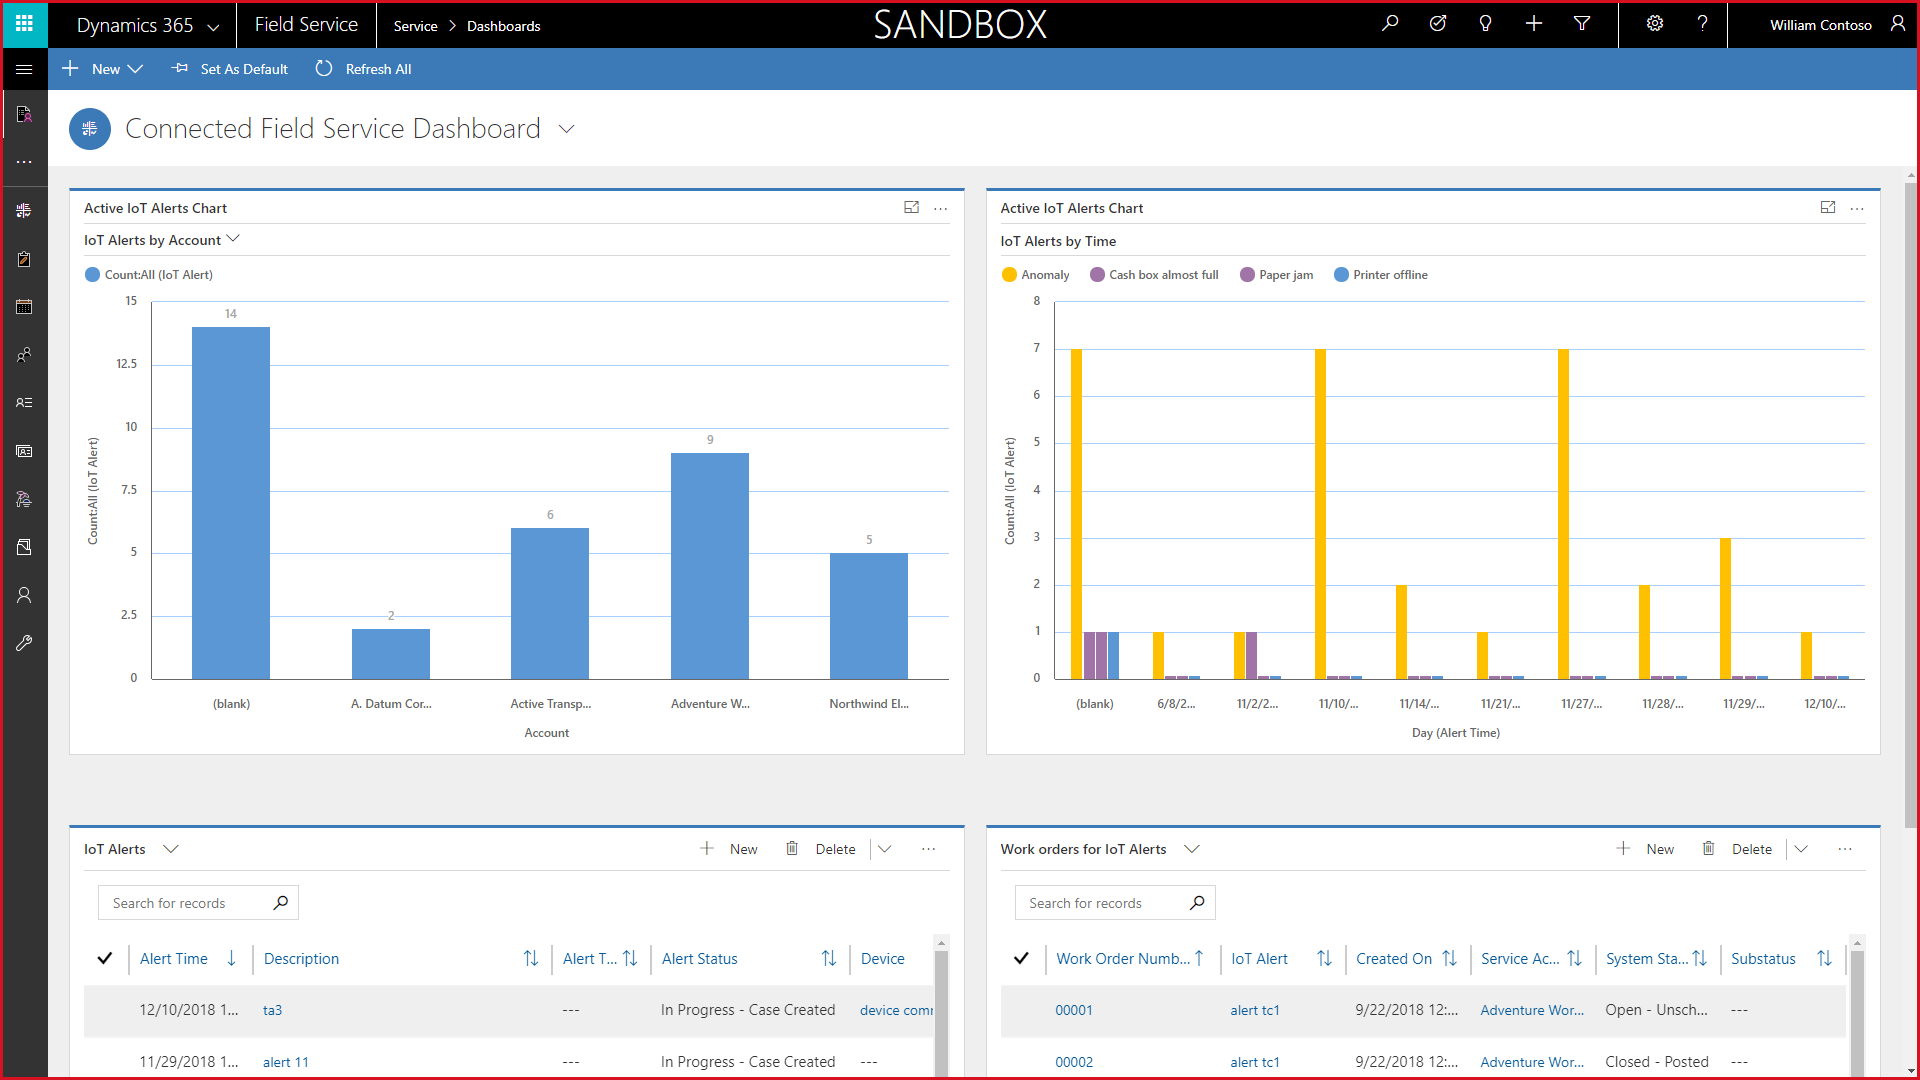 Dynamics 365
Field Service
Service > Dashboards
SANDBOX
William Contoso
New
Set As Default
Refresh All
Connected Field Service Dashboard
Active IoT Alerts Chart
IoT Alerts by Account
Count:All (IoT Alert)
15
12.5
10
7.5
5
2.5
0
Count:All (IoT Alert)
14
2
6
9
5
(blank)
A. Datum Cor...
Active Transp...
Adventure W...
Northwind El...
Account
Active IoT Alerts Chart
IoT Alerts by Time
Anomaly
Cash box almost full
Paper jam
Printer offline
8
7
6
5
4
3
2
1
0
Count:All (IoT Alert)
(blank)
6/8/2...
11/2/2...
11/10/...
11/14/...
11/21/...
11/27/...
11/28/...
11/29/...
12/10/...
Day (Alert Time)
IoT Alerts
New
Delete
Search for records
Alert Time
Description
Alert T...
Alert Status
Device
12/10/2018 1... ta3 --- In Progress - Case Created device com
11/29/2018 1... alert 11 --- In Progress - Case Created ---
Work orders for IoT Alerts
New
Delete
Search for records
Work Order Numb...
IoT Alert
Created On
Service Ac...
System Sta...
Substatus
00001 alert tc1 9/22/2018 12:... Adventure Wor... Open - Unsch... ---
00002 alert tc1 9/22/2018 12:... Adventure Wor... Closed - Posted ---